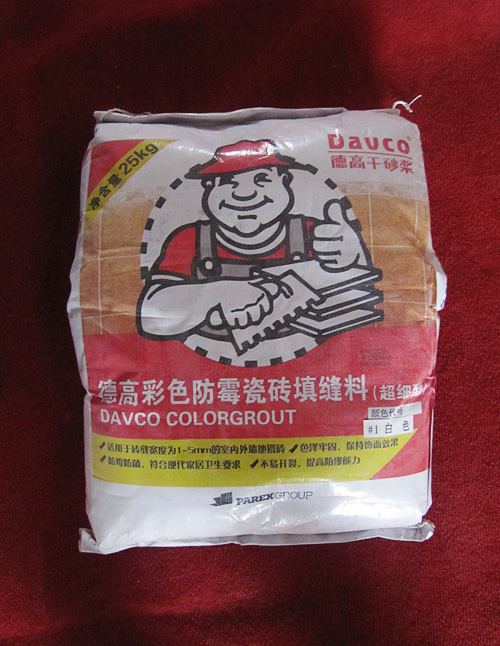 净含量25kg
Davco
德高干砂浆
德高彩色防霉瓷砖填缝料(超细
DAVCO COLORGROUT
颜色代号
#1 白 色
适用于砖缝宽度为1-5mm的室内外墙地瓷砖 色泽牢固，保持饰面效果
防霉防菌，符合现代家居卫生要求 不易开裂，提高防渗能力
PAREXGROUP